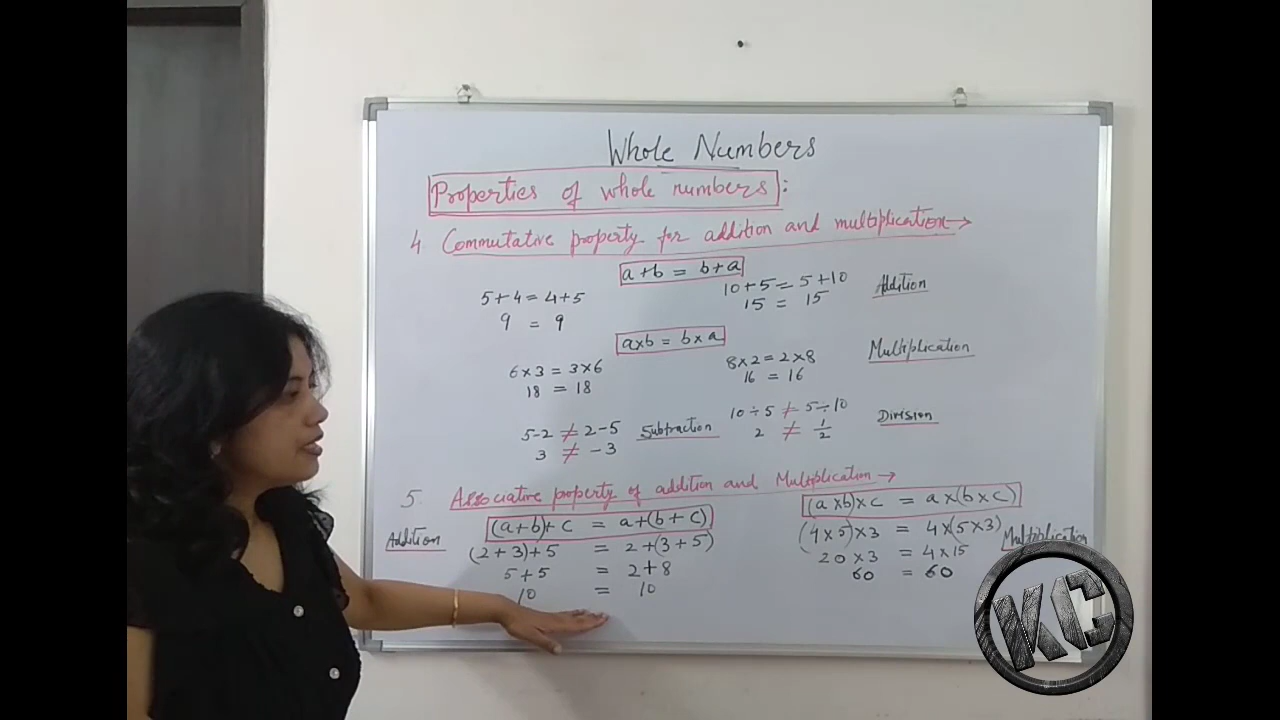 Whole Numbers
Properties of whole numbers:
4 Commutative property for addition and multiplication →
a+b = b+a
5+4 = 4+5
9 = 9
10+5 = 5+10
15 = 15
Addition
a×b = b×a
6×3 = 3×6
18 = 18
8×2 = 2×8
16 = 16
Multiplication
5-2 ≠ 2-5
3 ≠ -3
Subtraction
10÷5 ≠ 5÷10
2 ≠ 1/2
Division
5. Associative property of addition and Multiplication →
Addition
(a+b)+c = a+(b+c)
(2+3)+5 = 2+(3+5)
5+5 = 2+8
10 = 10
(a×b)×c = a×(b×c)
(4×5)×3 = 4×(5×3)
20×3 = 4×15
60 = 60
Multiplication
KC